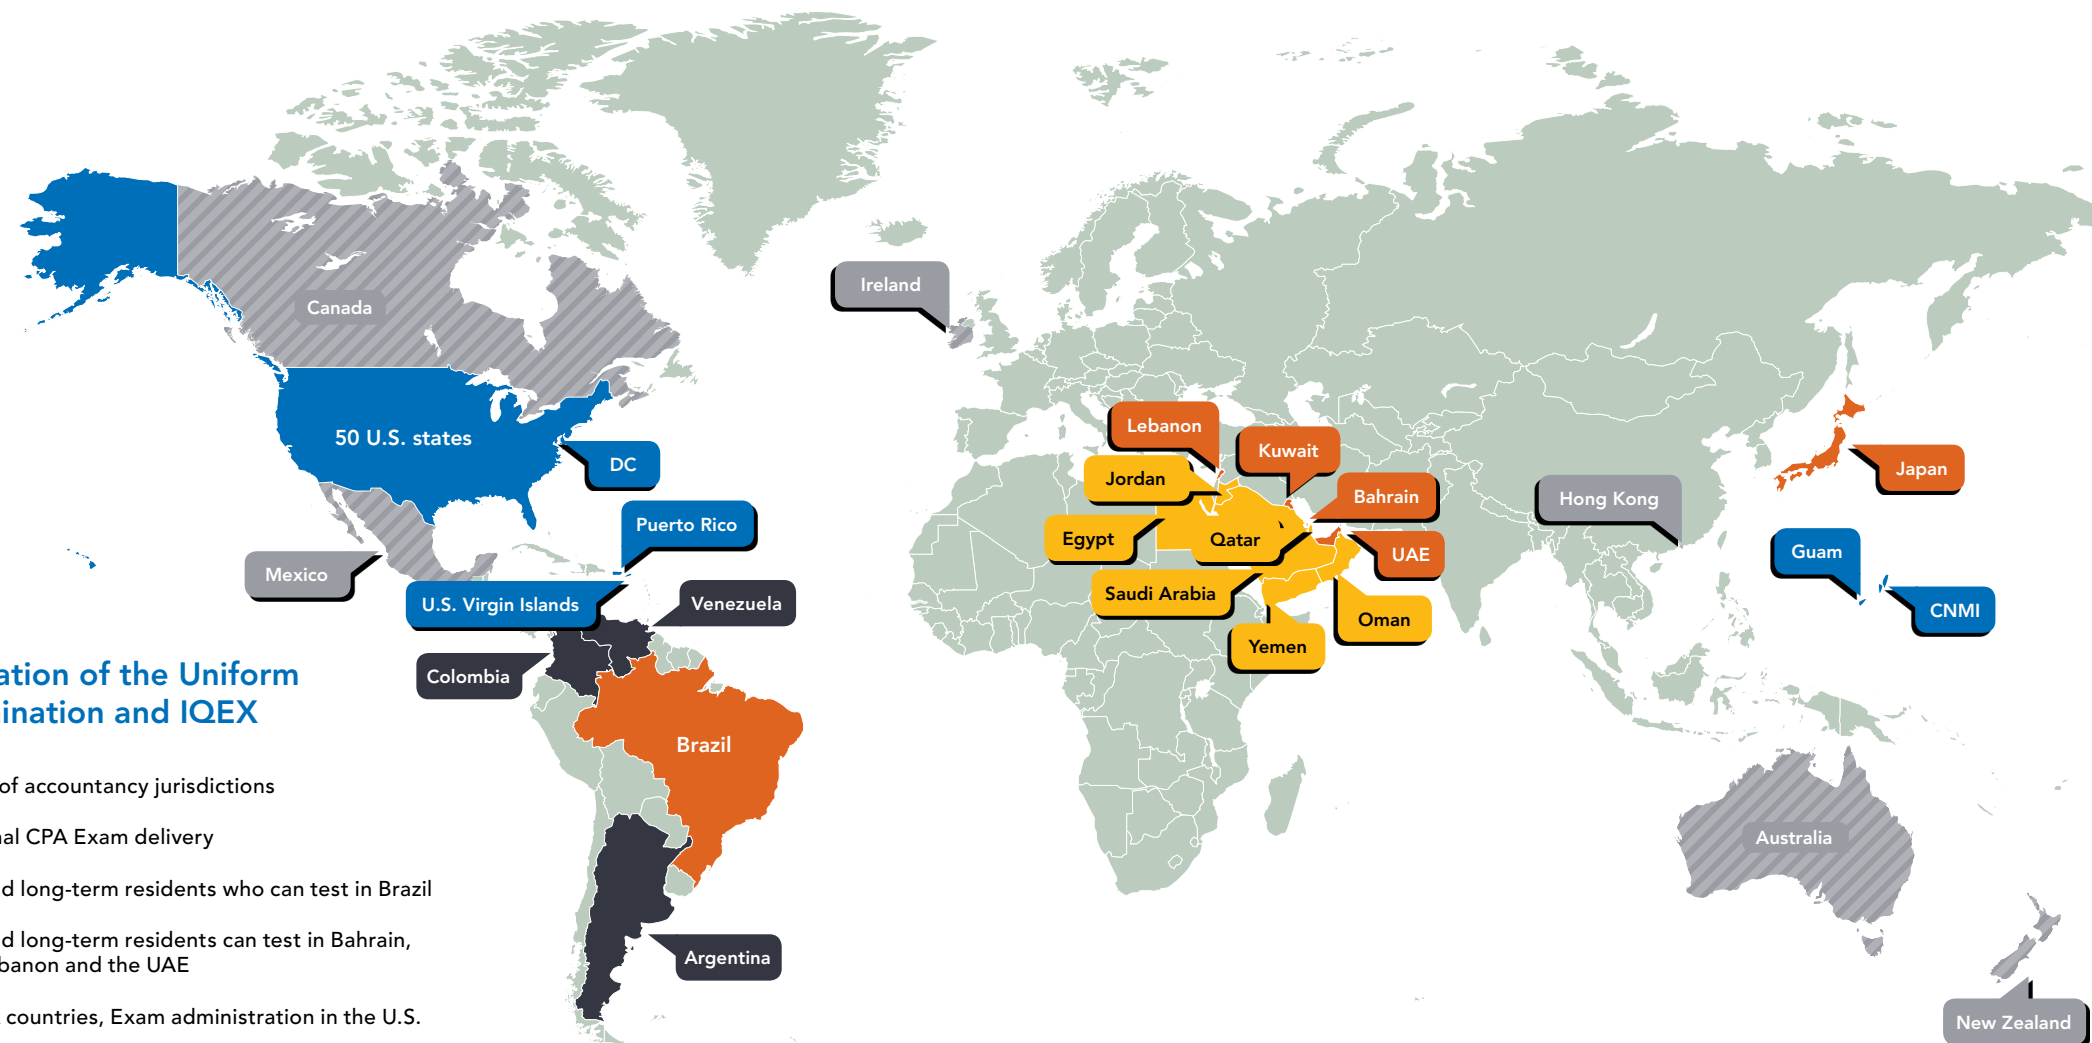 Ireland
Canada
50 U.S. states
DC
Lebanon
Kuwait
Jordan
Bahrain
Japan
Egypt
Qatar
UAE
Hong Kong
Guam
Puerto Rico
Mexico
U.S. Virgin Islands
Venezuela
Saudi Arabia
Oman
CNMI
Yemen
Colombia
ation of the Uniform
ination and IQEX
Brazil
of accountancy jurisdictions
nal CPA Exam delivery
Australia
d long-term residents who can test in Brazil
d long-term residents can test in Bahrain,
banon and the UAE
Argentina
countries, Exam administration in the U.S.
New Zealand